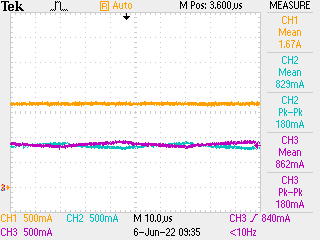 Tek Auto M Pos: 3.600µs MEASURE
CH1
Mean
1.67A
CH2
Mean
829mA
CH2
Pk-Pk
180mA
CH3
Mean
862mA
CH3
Pk-Pk
180mA
3
CH1 500mA CH2 500mA M 10.0µs CH3 840mA
CH3 500mA 6-Jun-22 09:35 <10Hz